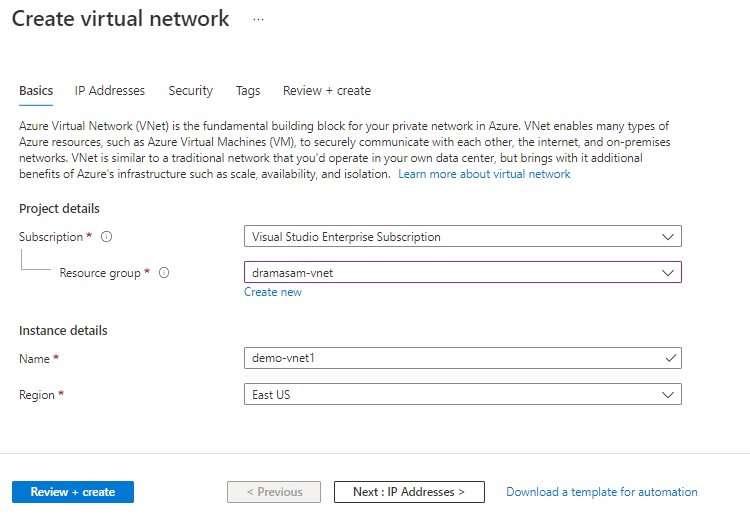 Create virtual network ...
Basics IP Addresses Security Tags Review + create
Azure Virtual Network (VNet) is the fundamental building block for your private network in Azure. VNet enables many types of
Azure resources, such as Azure Virtual Machines (VM), to securely communicate with each other, the internet, and on-premises
networks. VNet is similar to a traditional network that you'd operate in your own data center, but brings with it additional
benefits of Azure's infrastructure such as scale, availability, and isolation. Learn more about virtual network
Project details
Subscription * Visual Studio Enterprise Subscription
Resource group * dramasam-vnet
Create new
Instance details
Name * demo-vnet1
Region * East US
Review + create < Previous Next : IP Addresses > Download a template for automation